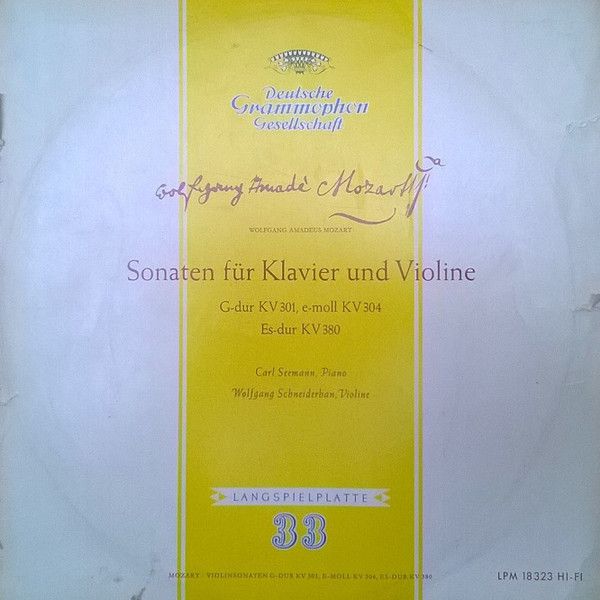 Deutsche
Grammophon
Gesellschaft
Wolfgang Amadè Mozart
WOLFGANG AMADEUS MOZART
Sonaten für Klavier und Violine
G-dur KV 301, e-moll KV 304
Es-dur KV 380
Carl Seemann, Piano
Wolfgang Schneiderhan, Violine
LANGSPIELPLATTE
33
MOZART · VIOLINSONATEN G-DUR KV 301, E-MOLL KV 304, ES-DUR KV 380
LPM 18323 HI-FI